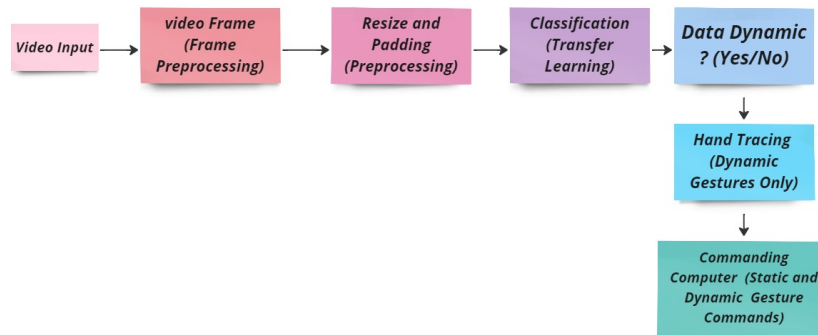 Video Input
video Frame
(Frame
Preprocessing)
Resize and
Padding
(Preprocessing)
Classification
(Transfer
Learning)
Data Dynamic
? (Yes/No)
Hand Tracing
(Dynamic
Gestures Only)
Commanding
Computer (Static and
Dynamic Gesture
Commands)